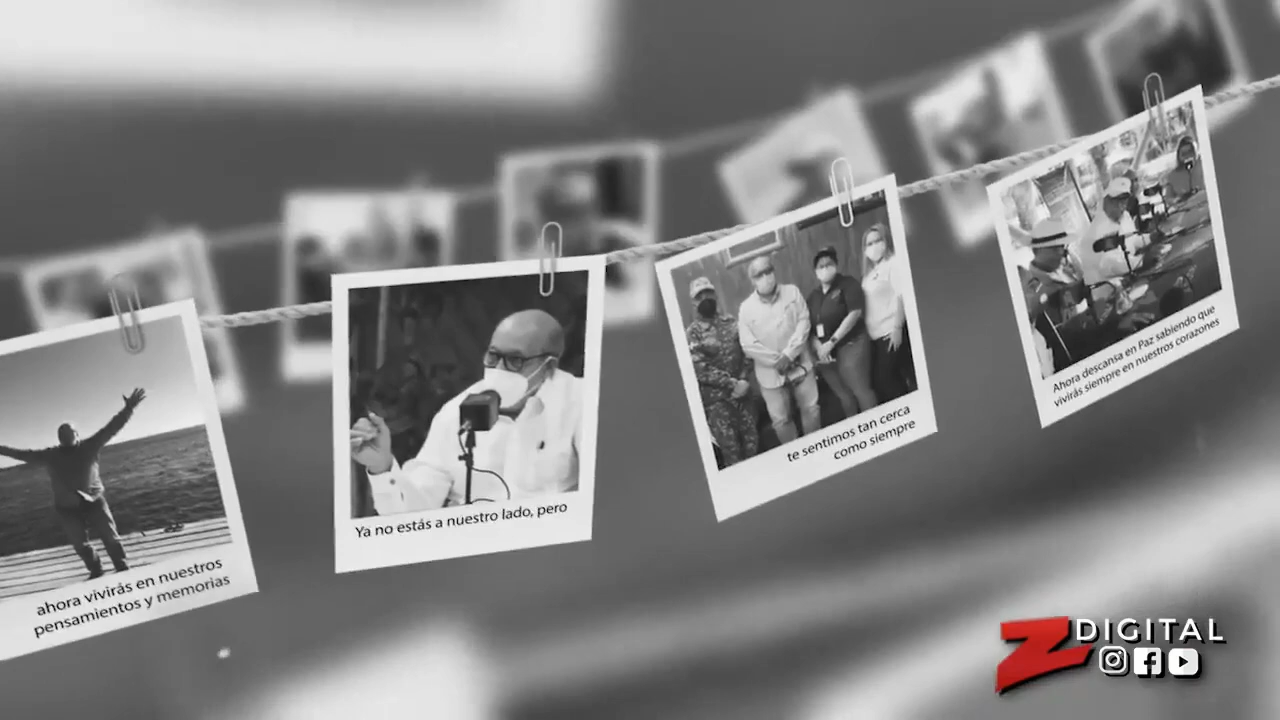 ahora vivirás en nuestros
pensamientos y memorias
Ya no estás a nuestro lado, pero
te sentimos tan cerca
como siempre
Ahora descansa en Paz sabiendo que
vivirás siempre en nuestros corazones
Z DIGITAL